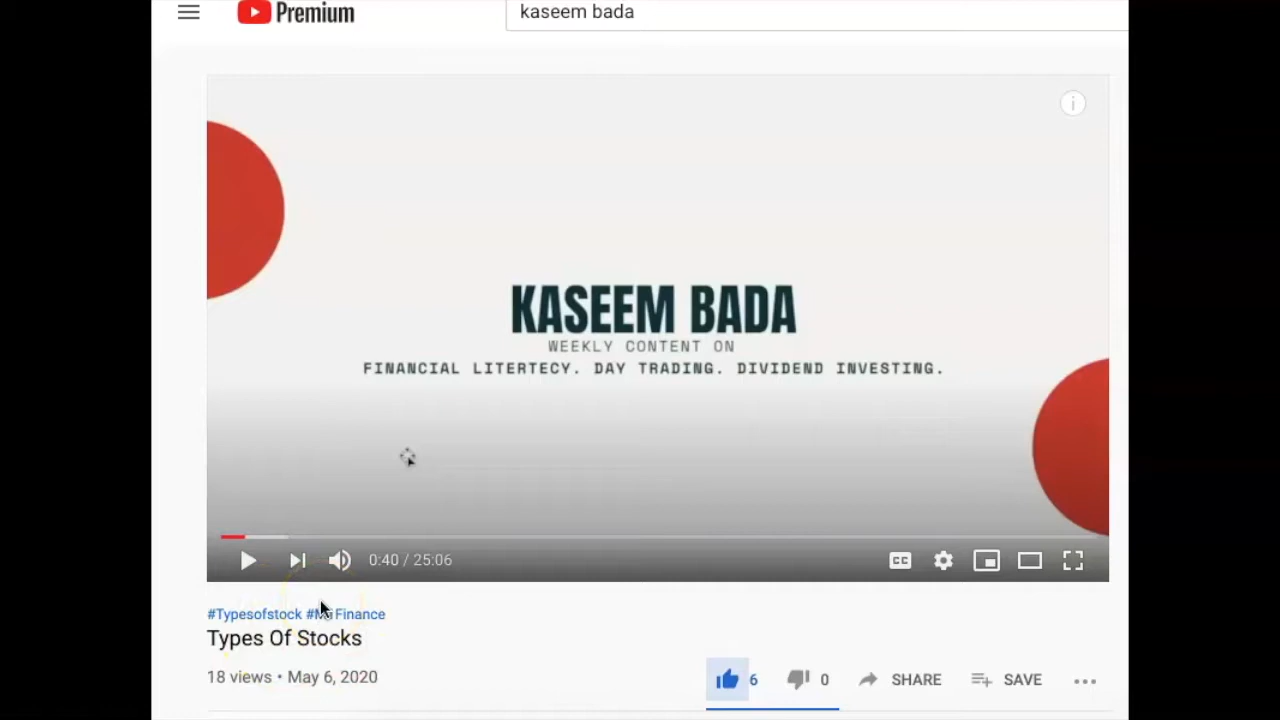 Premium
kaseem bada
i
KASEEM BADA
WEEKLY CONTENT ON
FINANCIAL LITERTECY. DAY TRADING. DIVIDEND INVESTING.
0:40 / 25:06
CC
#Typesofstock
Types Of Stocks
18 views • May 6, 2020
6
0
SHARE
SAVE